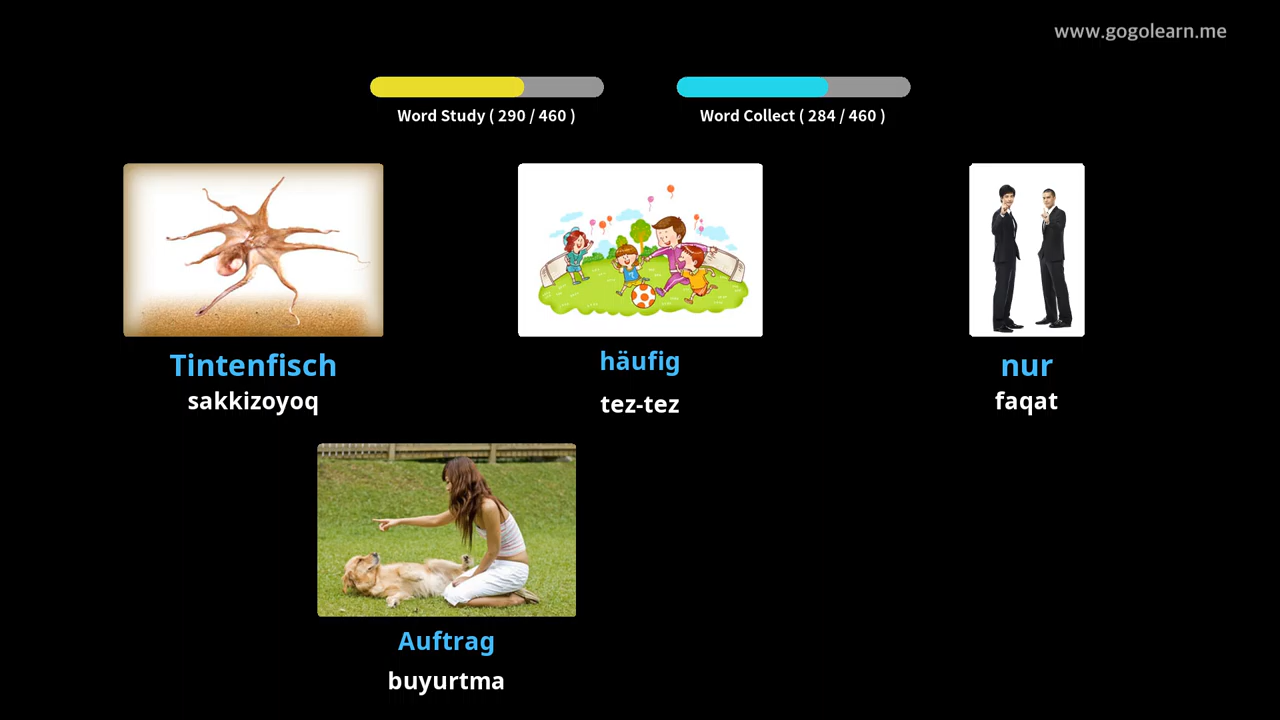 www.gogolearn.me
Word Study ( 290 / 460 )
Word Collect ( 284 / 460 )
Tintenfisch
sakkizoyoq
häufig
tez-tez
nur
faqat
Auftrag
buyurtma